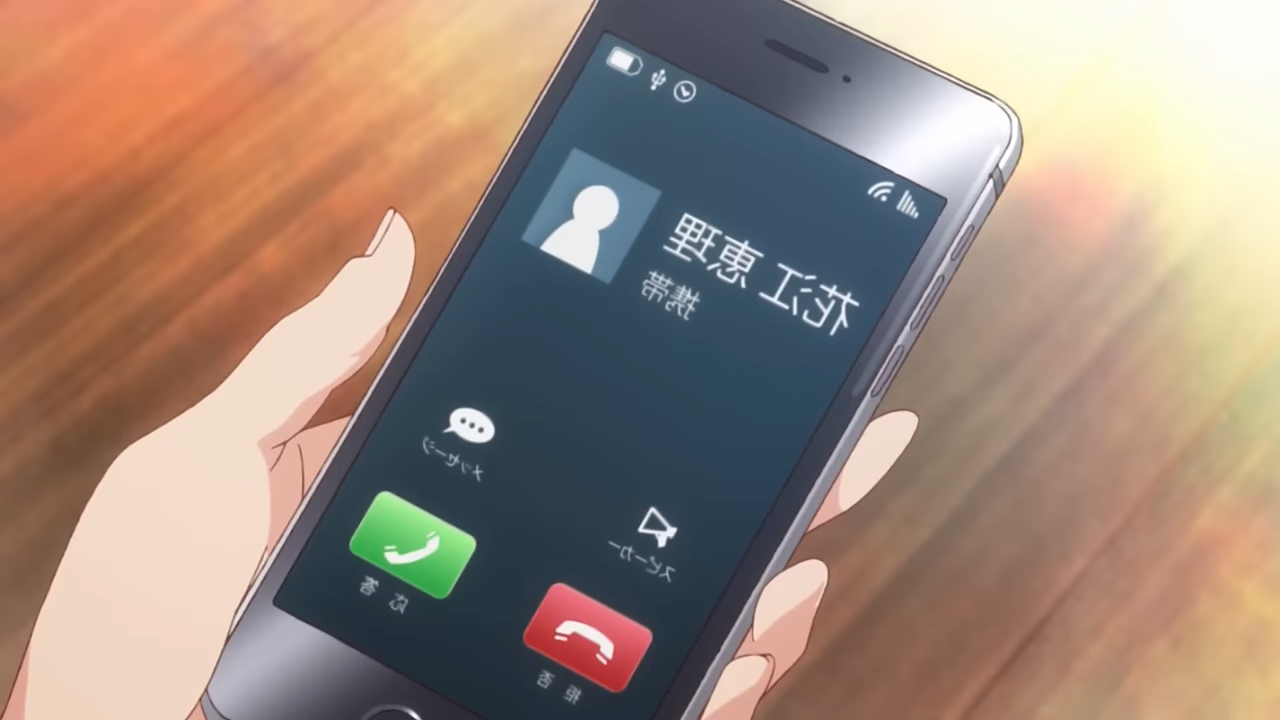 花江 恵理
携帯
メッセージ
スピーカー
応答
拒否